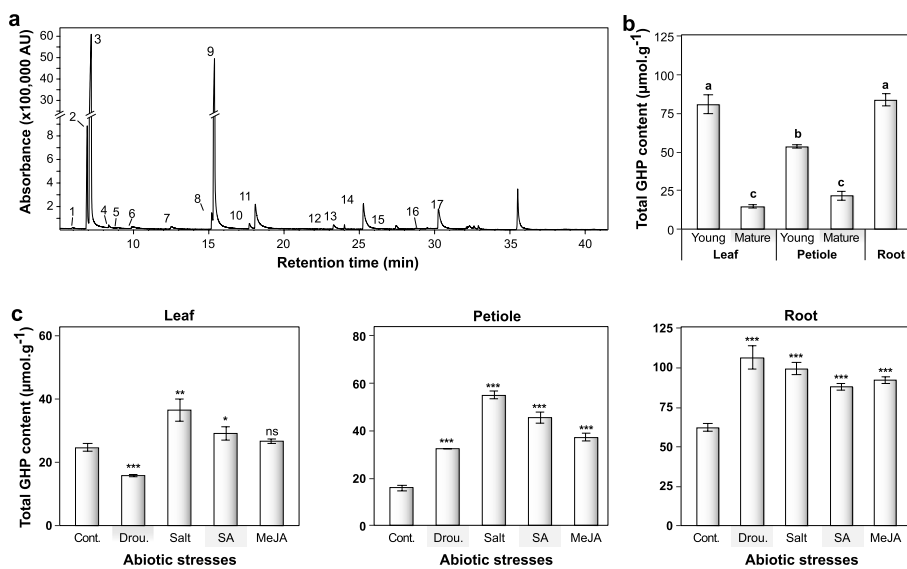 a
Absorbance (x100,000 AU)
60
50
40
30
8
6
4
2
1
2
3
4
5
6
7
8
9
10
11
12
13
14
15
16
17
10
15
20
25
30
35
40
Retention time (min)
b
Total GHP content (µmol.g-1)
125
100
75
50
25
0
a
c
b
c
a
Young
Mature
Young
Mature
Leaf
Petiole
Root
c
Leaf
Total GHP content (µmol.g-1)
60
40
20
0
***
**
*
ns
Cont.
Drou.
Salt
SA
MeJA
Abiotic stresses
Petiole
80
60
40
20
0
***
***
***
***
Cont.
Drou.
Salt
SA
MeJA
Abiotic stresses
Root
125
100
75
50
25
0
***
***
***
***
Cont.
Drou.
Salt
SA
MeJA
Abiotic stresses